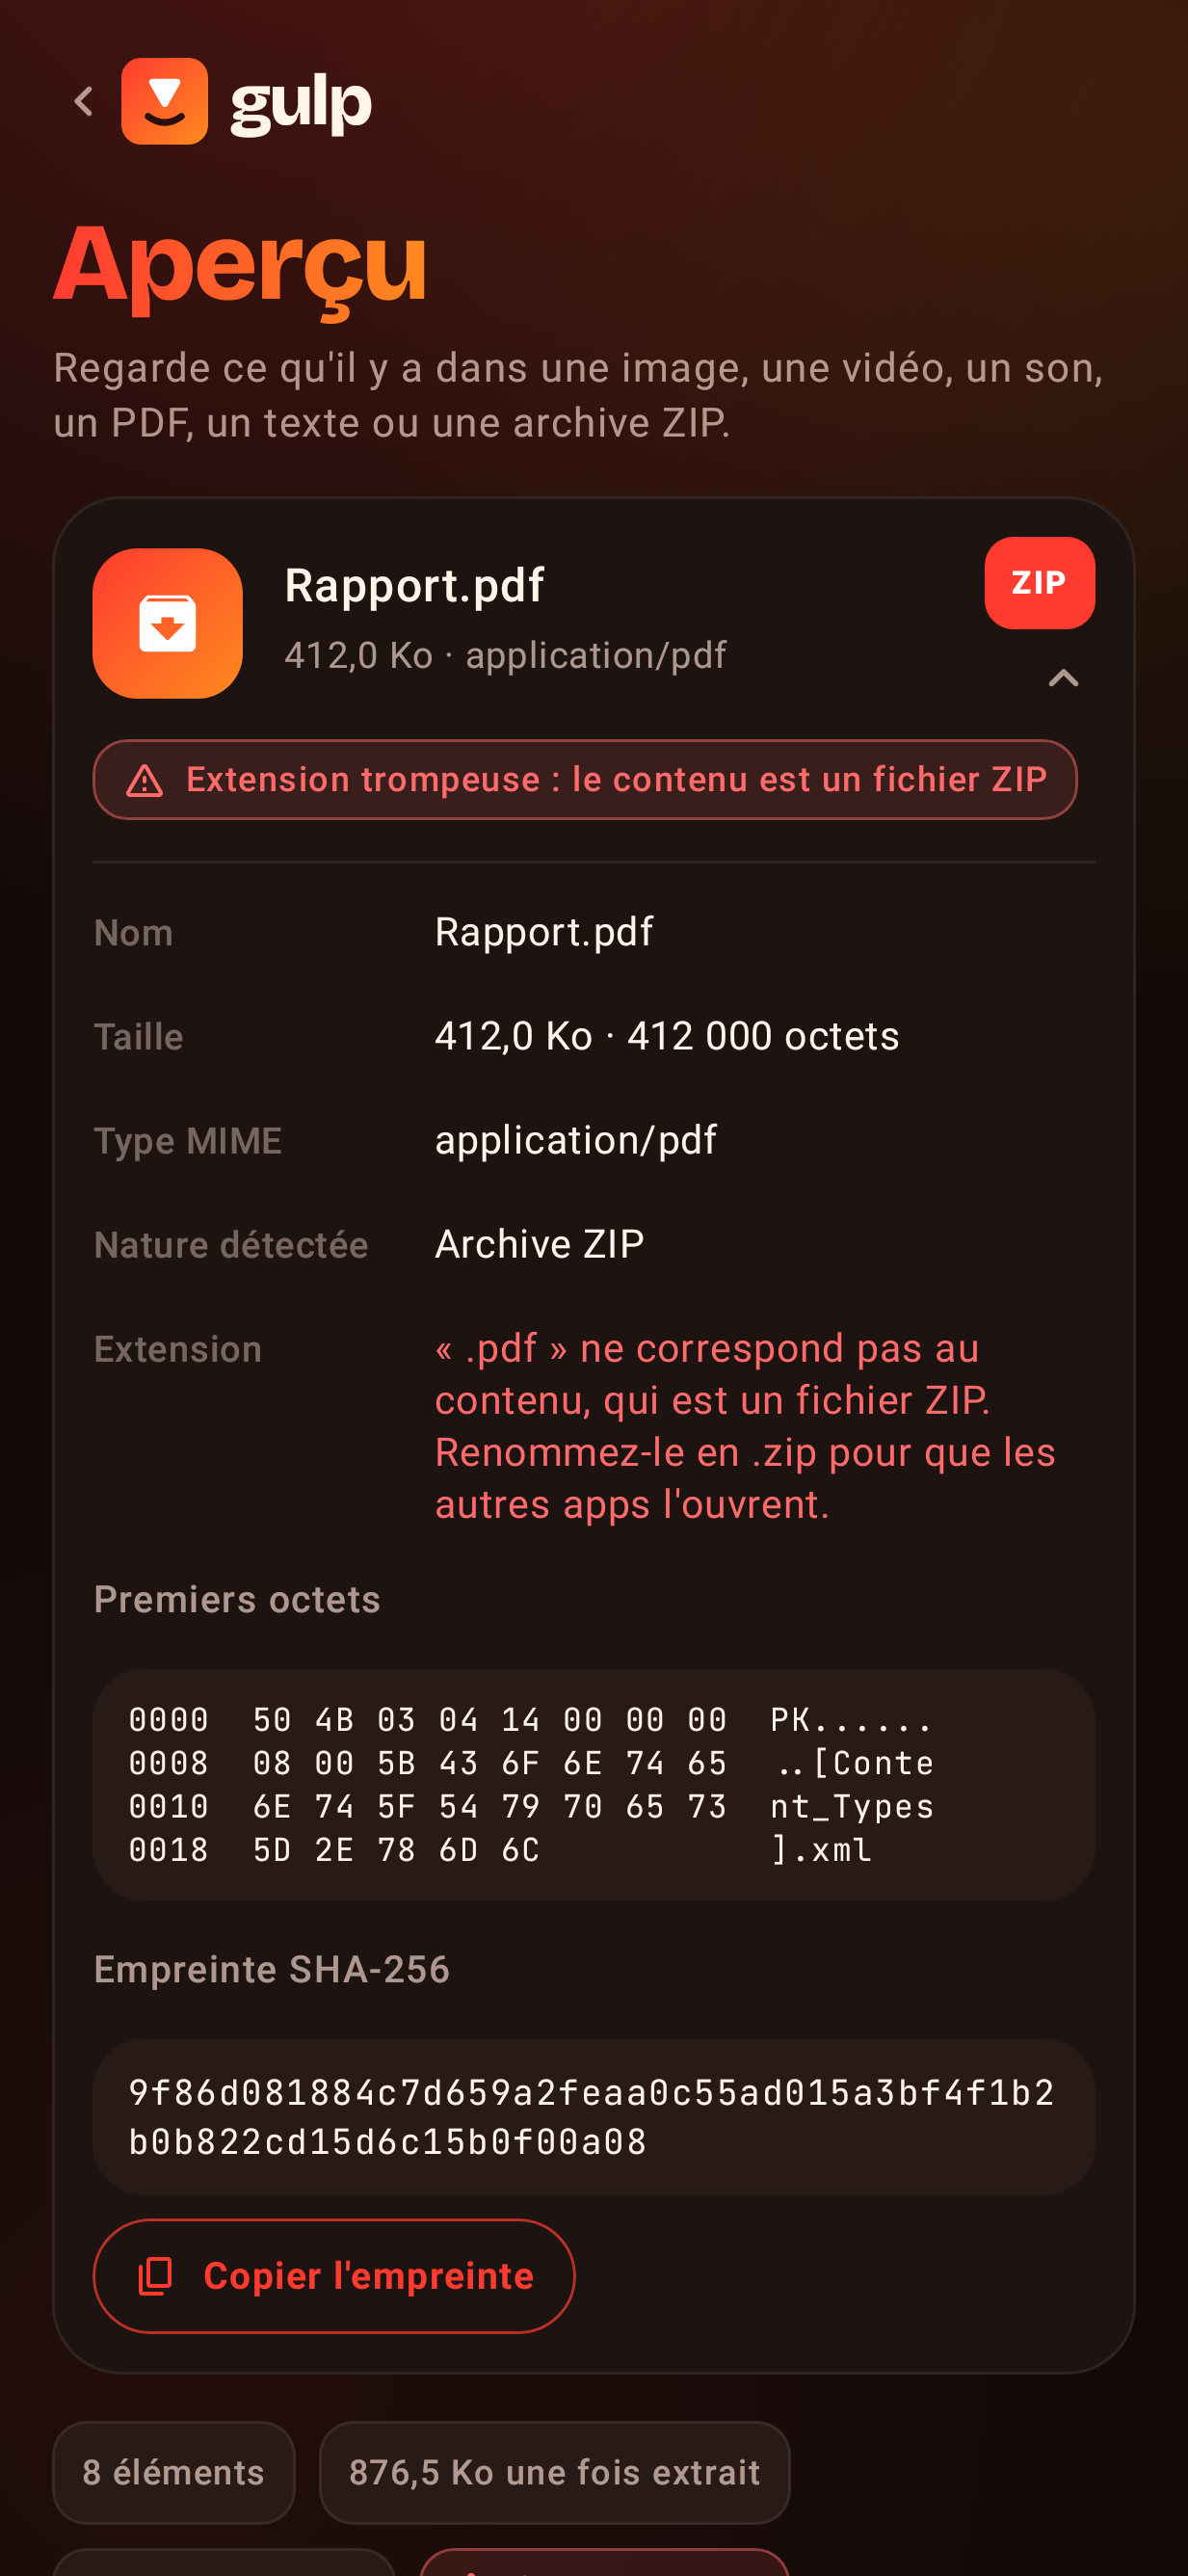 gulp
Aperçu
Regarde ce qu'il y a dans une image, une vidéo, un son,
un PDF, un texte ou une archive ZIP.
Rapport.pdf
ZIP
412,0 Ko · application/pdf
Extension trompeuse : le contenu est un fichier ZIP
Nom Rapport.pdf
Taille 412,0 Ko · 412 000 octets
Type MIME application/pdf
Nature détectée Archive ZIP
Extension « .pdf » ne correspond pas au
contenu, qui est un fichier ZIP.
Renommez-le en .zip pour que les
autres apps l'ouvrent.
Premiers octets
0000 50 4B 03 04 14 00 00 00 PK......
0008 08 00 5B 43 6F 6E 74 65 ..[Conte
0010 6E 74 5F 54 79 70 65 73 nt_Types
0018 5D 2E 78 6D 6C ].xml
Empreinte SHA-256
9f86d081884c7d659a2feaa0c55ad015a3bf4f1b2
b0b822cd15d6c15b0f00a08
Copier l'empreinte
8 éléments
876,5 Ko une fois extrait